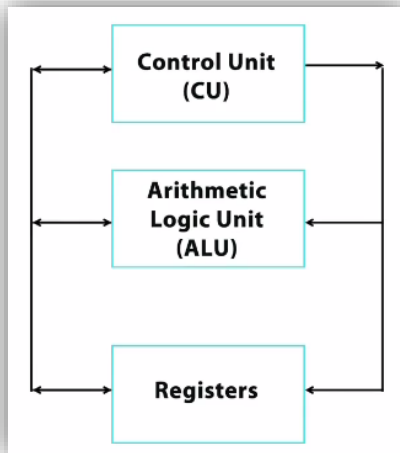 Control Unit
(CU)
Arithmetic
Logic Unit
(ALU)
Registers